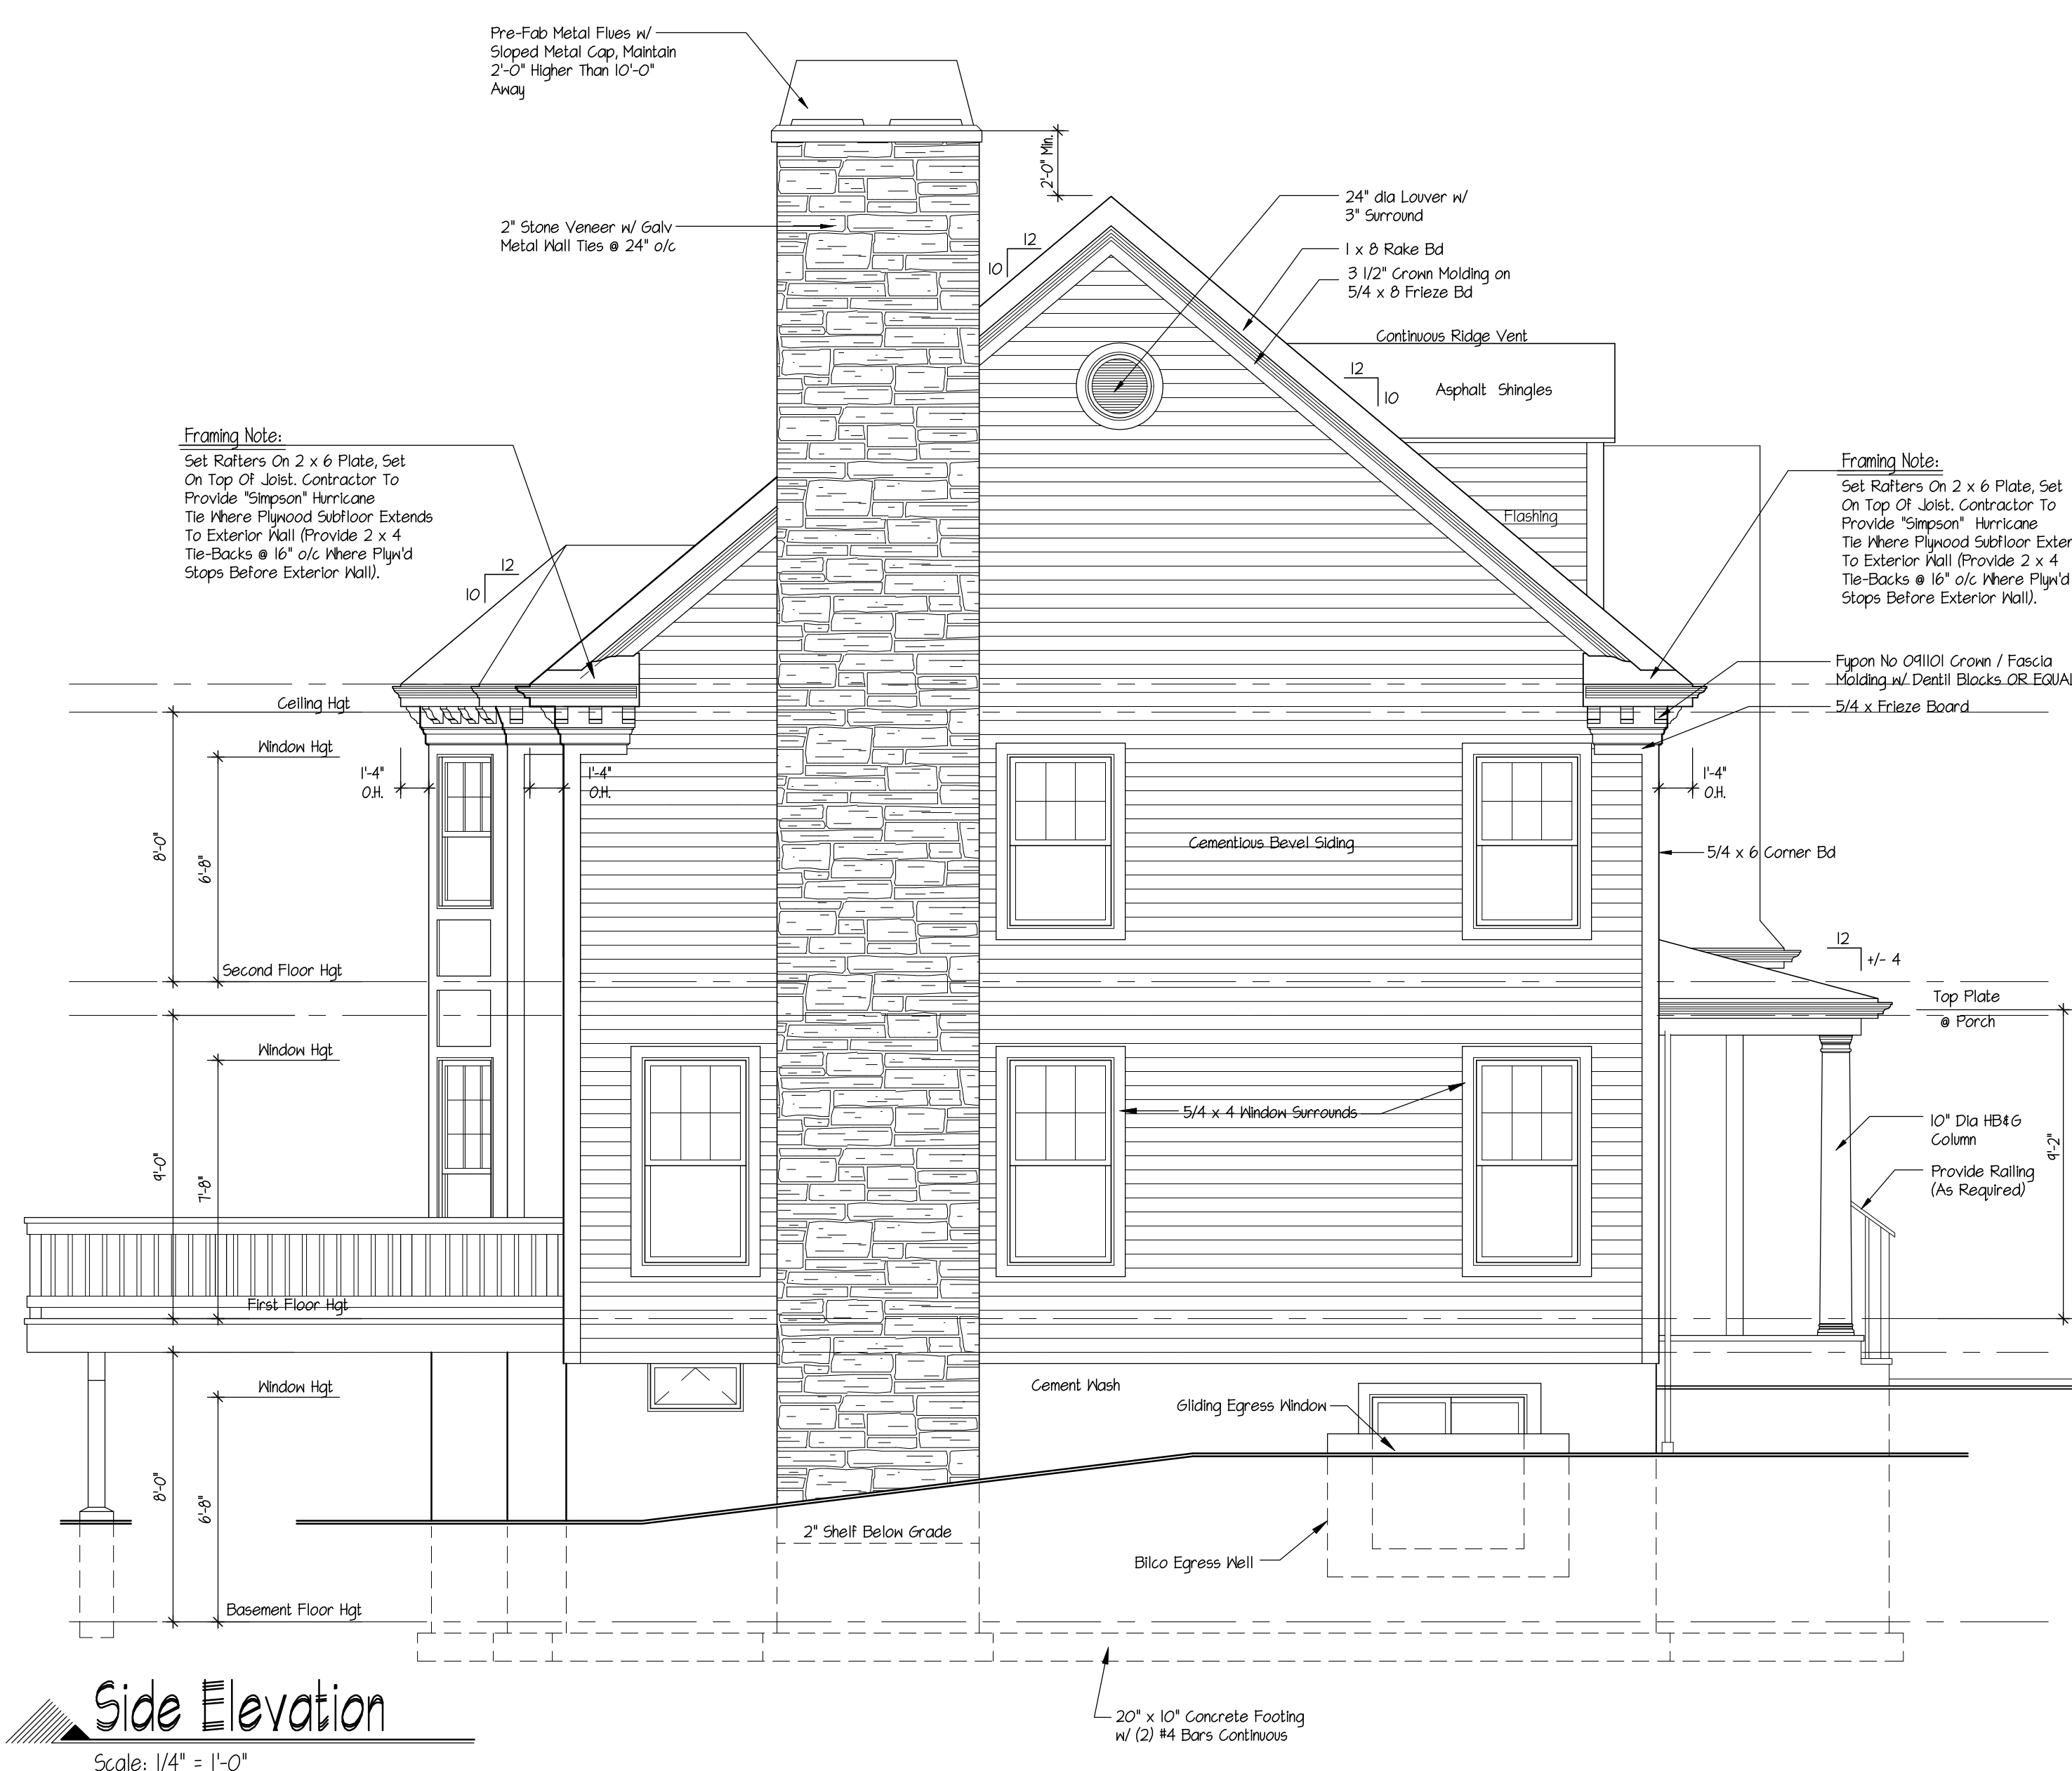 Pre-Fab Metal Flues w/
Sloped Metal Cap, Maintain
2'-0" Higher Than 10'-0"
Away
2'-0" Min.
2" Stone Veneer w/ Galv
Metal Wall Ties @ 24" o/c
12
10
24" dia Louver w/
3" Surround
1 x 8 Rake Bd
3 1/2" Crown Molding on
5/4 x 8 Frieze Bd
Continuous Ridge Vent
12
10
Asphalt Shingles
Flashing
Framing Note:
Set Rafters On 2 x 6 Plate, Set
On Top Of Joist. Contractor To
Provide "Simpson" Hurricane
Tie Where Plywood Subfloor Extends
To Exterior Wall (Provide 2 x 4
Tie-Backs @ 16" o/c Where Plyw'd
Stops Before Exterior Wall).
12
10
Framing Note:
Set Rafters On 2 x 6 Plate, Set
On Top Of Joist. Contractor To
Provide "Simpson" Hurricane
Tie Where Plywood Subfloor Exter
To Exterior Wall (Provide 2 x 4
Tie-Backs @ 16" o/c Where Plyw'd
Stops Before Exterior Wall).
Fypon No 091101 Crown / Fascia
Molding w/ Dentil Blocks OR EQUAL
5/4 x Frieze Board
Ceiling Hgt
Window Hgt
1'-4"
O.H.
1'-4"
O.H.
1'-4"
O.H.
8'-0"
6'-8"
Cementious Bevel Siding
5/4 x 6 Corner Bd
Second Floor Hgt
12
+/- 4
Top Plate
@ Porch
Window Hgt
9'-0"
7'-8"
5/4 x 4 Window Surrounds
10" Dia HB&G
Column
9'-2"
Provide Railing
(As Required)
First Floor Hgt
Window Hgt
Cement Wash
Gliding Egress Window
8'-0"
6'-8"
2" Shelf Below Grade
Bilco Egress Well
Basement Floor Hgt
20" x 10" Concrete Footing
w/ (2) #4 Bars Continuous
Side Elevation
Scale: 1/4" = 1'-0"